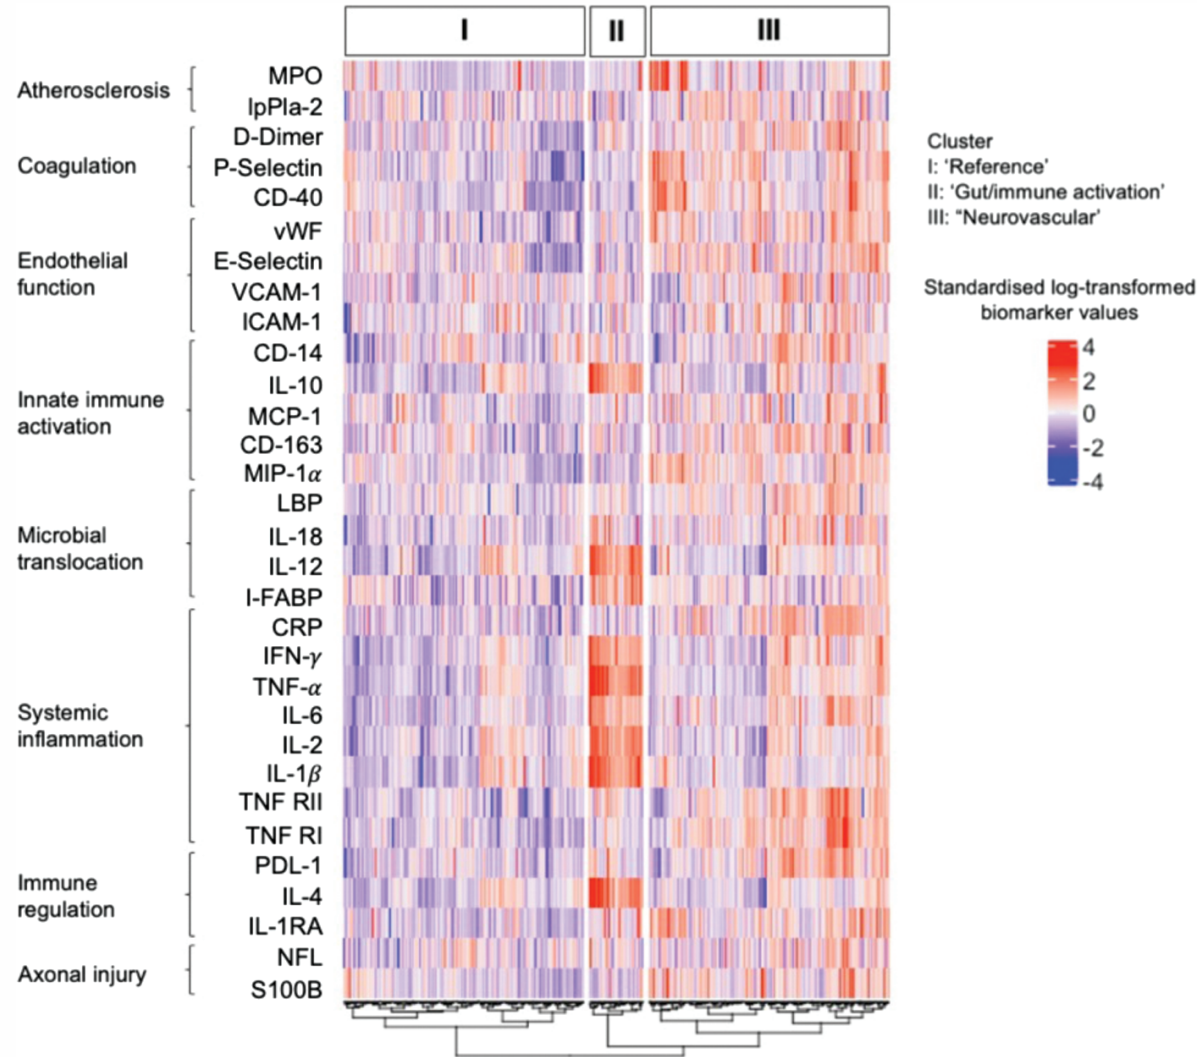 I
II
III
Atherosclerosis
MPO
lpPla-2
Coagulation
D-Dimer
P-Selectin
CD-40
Endothelial
function
vWF
E-Selectin
VCAM-1
ICAM-1
Innate immune
activation
CD-14
IL-10
MCP-1
CD-163
MIP-1α
Microbial
translocation
LBP
IL-18
IL-12
I-FABP
Systemic
inflammation
CRP
IFN-γ
TNF-α
IL-6
IL-2
IL-1β
TNF RII
TNF RI
Immune
regulation
PDL-1
IL-4
IL-1RA
Axonal injury
NFL
S100B
Cluster
I: ‘Reference’
II: ‘Gut/immune activation’
III: “Neurovascular’
Standardised log-transformed
biomarker values
4
2
0
-2
-4